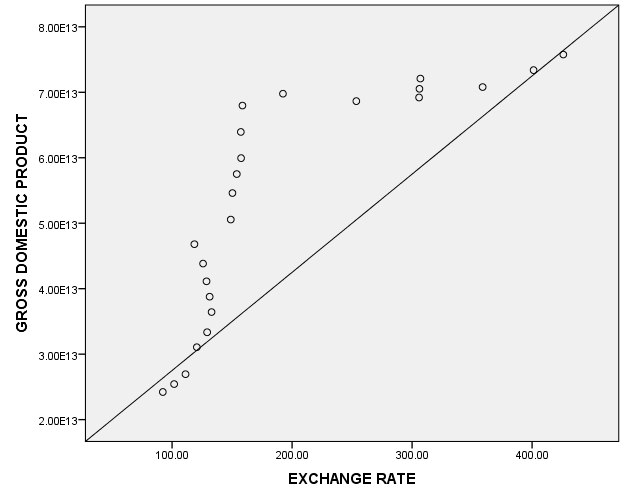 GROSS DOMESTIC PRODUCT
8.00E13
7.00E13
6.00E13
5.00E13
4.00E13
3.00E13
2.00E13
100.00 200.00 300.00 400.00
EXCHANGE RATE